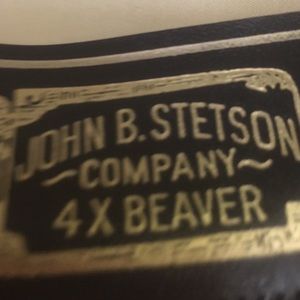 JOHN B. STETSON
~COMPANY~
4X BEAVER